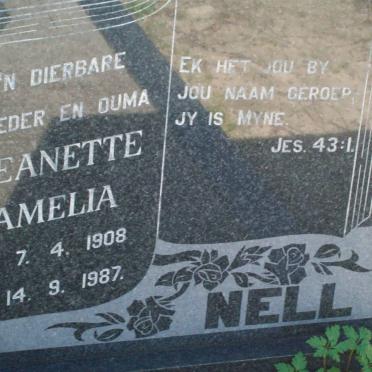 'N DIERBARE
EDER EN OUMA
EANETTE
AMELIA
7. 4. 1908
14. 9. 1987.
EK HET JOU BY
JOU NAAM GEROEP,
JY IS MYNE.
JES. 43:1.
NELL